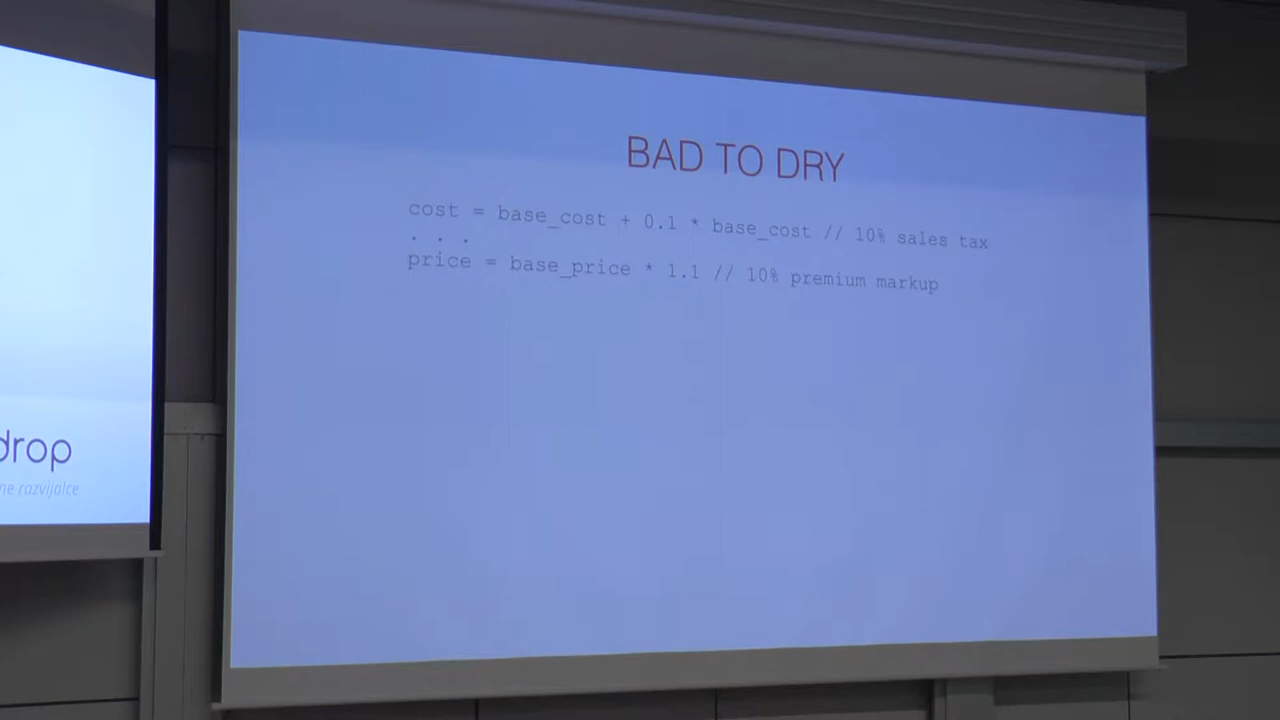 BAD TO DRY
cost = base_cost + 0.1 * base_cost // 10% sales tax
. . .
price = base_price * 1.1 // 10% premium markup
drop
ne razvijalce